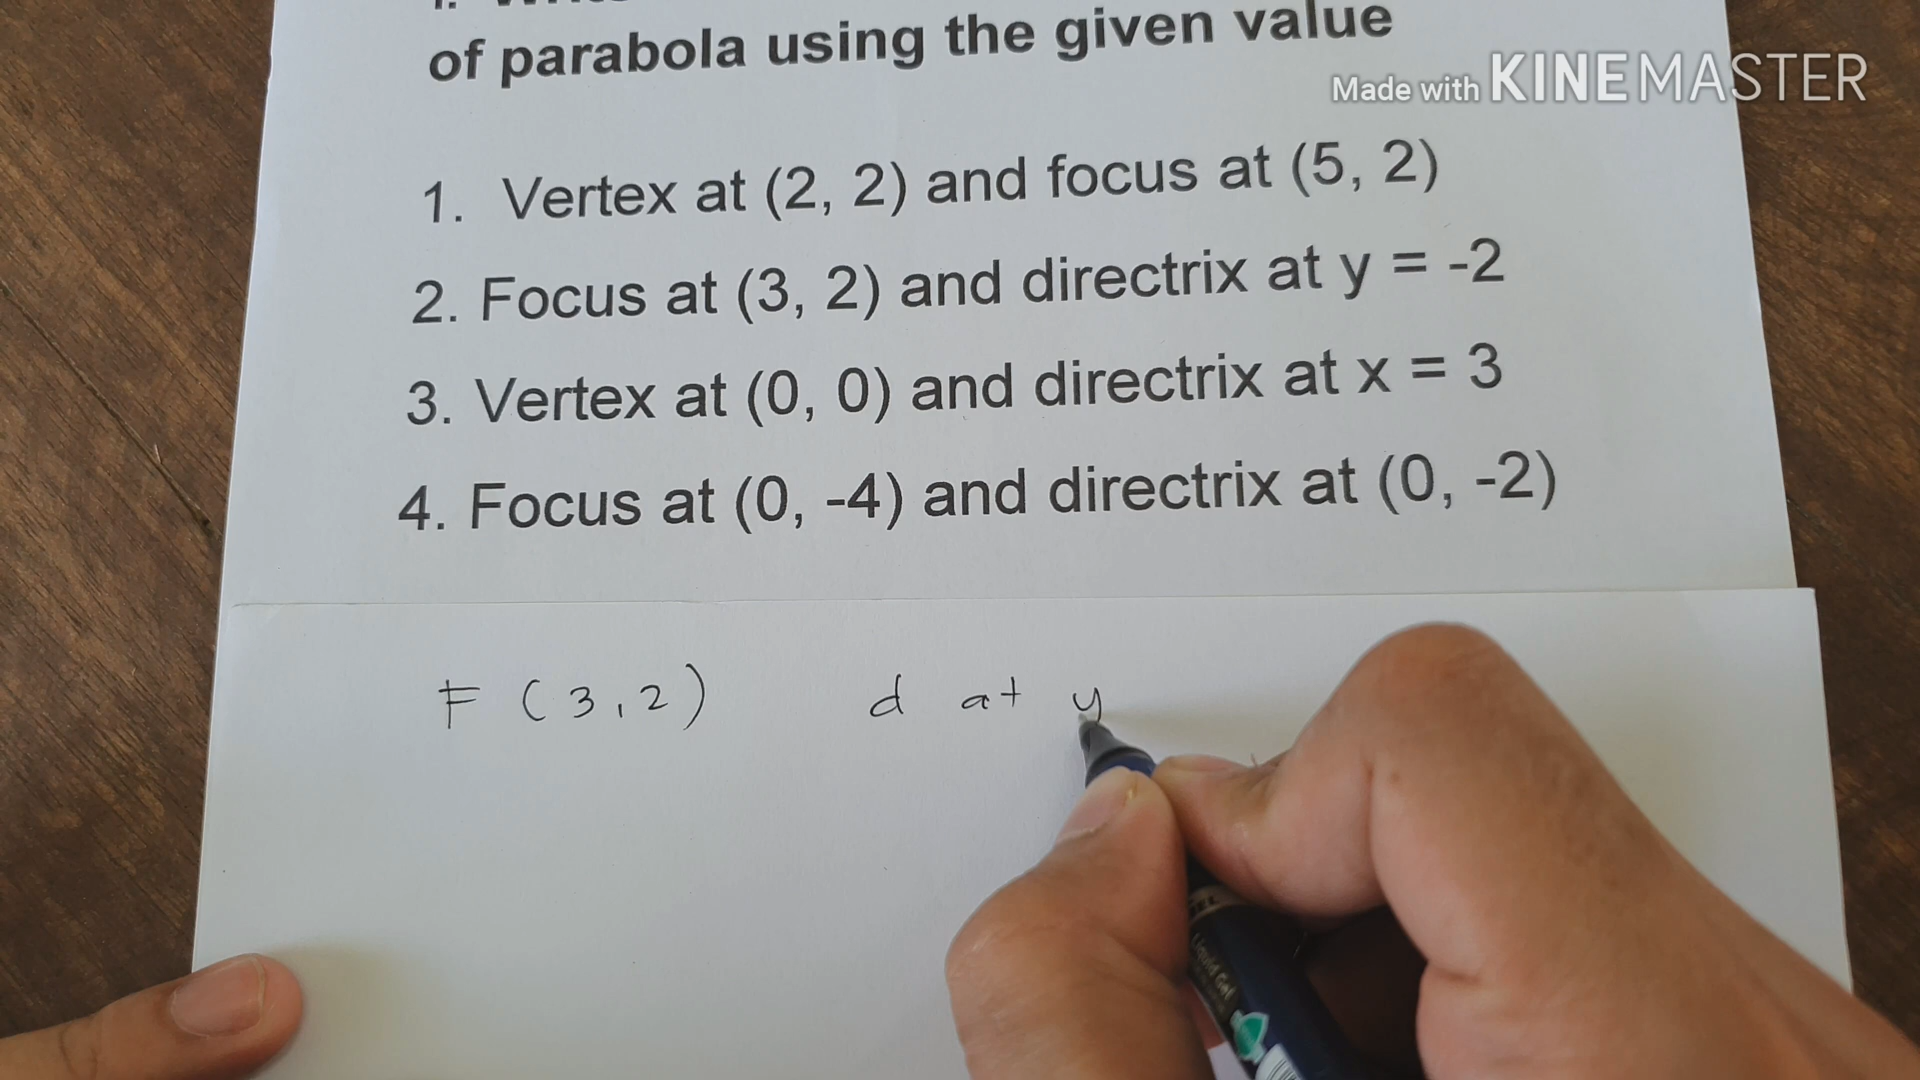 of parabola using the given value
Made with KINEMASTER
1. Vertex at (2, 2) and focus at (5, 2)
2. Focus at (3, 2) and directrix at y = -2
3. Vertex at (0, 0) and directrix at x = 3
4. Focus at (0, -4) and directrix at (0, -2)
F (3,2) d at y
Liquid Gel